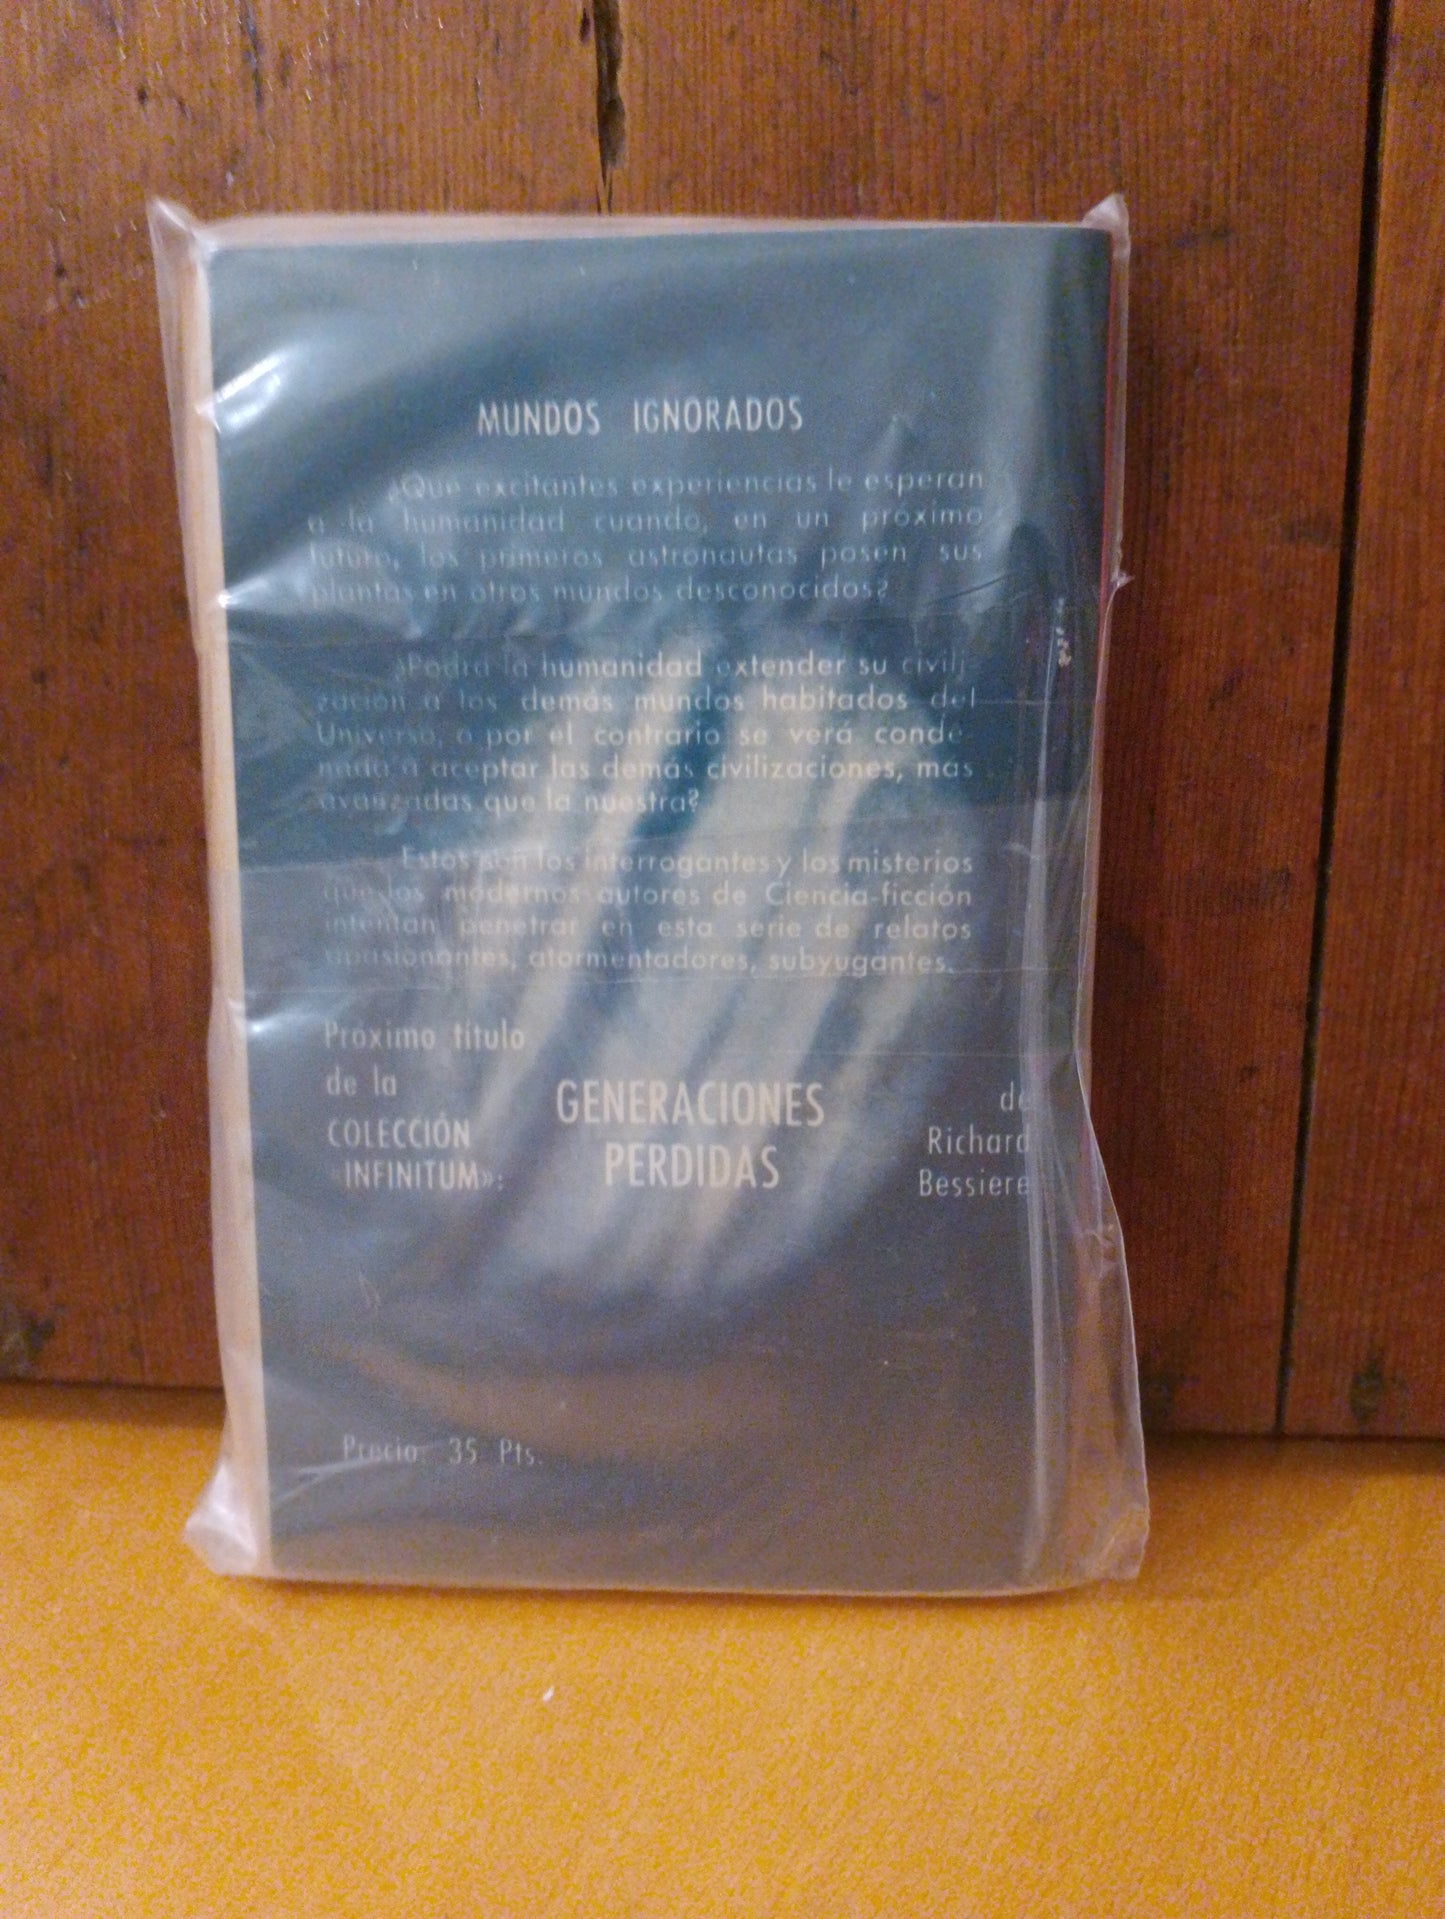 MUNDOS IGNORADOS
¿Que excitantes experiencias le esperan
a la humanidad cuando, en un próximo
futuro, los primeros astronautas posen sus
plantas en otros mundos desconocidos?
¿Podrá la humanidad extender su civili-
zación a los demás mundos habitados del
Universo, o por el contrario se verá conde-
nada a aceptar las demás civilizaciones, más
avanzadas que la nuestra?
Estos son los interrogantes y los misterios
que los modernos autores de Ciencia-ficción
intentan penetrar en esta serie de relatos
apasionantes, atormentadores, subyugantes.
Próximo título
de la
COLECCIÓN
«INFINITUM»:
GENERACIONES
PERDIDAS
de
Richard
Bessiere
Precio: 35 Pts.